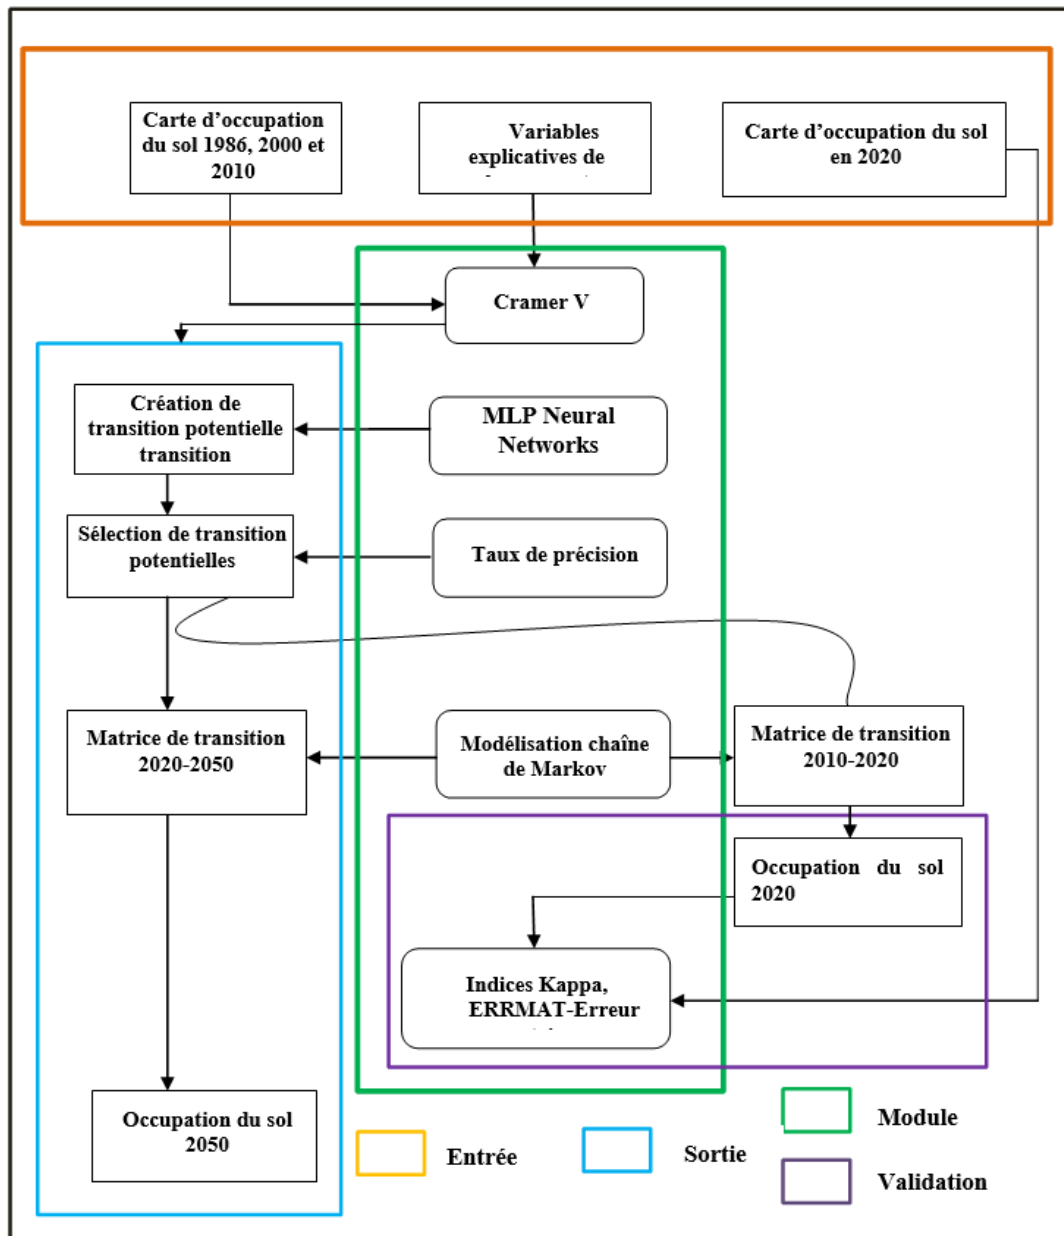 Carte d'occupation
du sol 1986, 2000 et
2010
Variables
explicatives de
Carte d'occupation du sol
en 2020
Cramer V
Création de
transition potentielle
transition
MLP Neural
Networks
Sélection de transition
potentielles
Taux de précision
Matrice de transition
2020-2050
Modélisation chaîne
de Markov
Matrice de transition
2010-2020
Occupation du sol
2020
Indices Kappa,
ERRMAT-Erreur
Occupation du sol
2050
Entrée
Sortie
Module
Validation